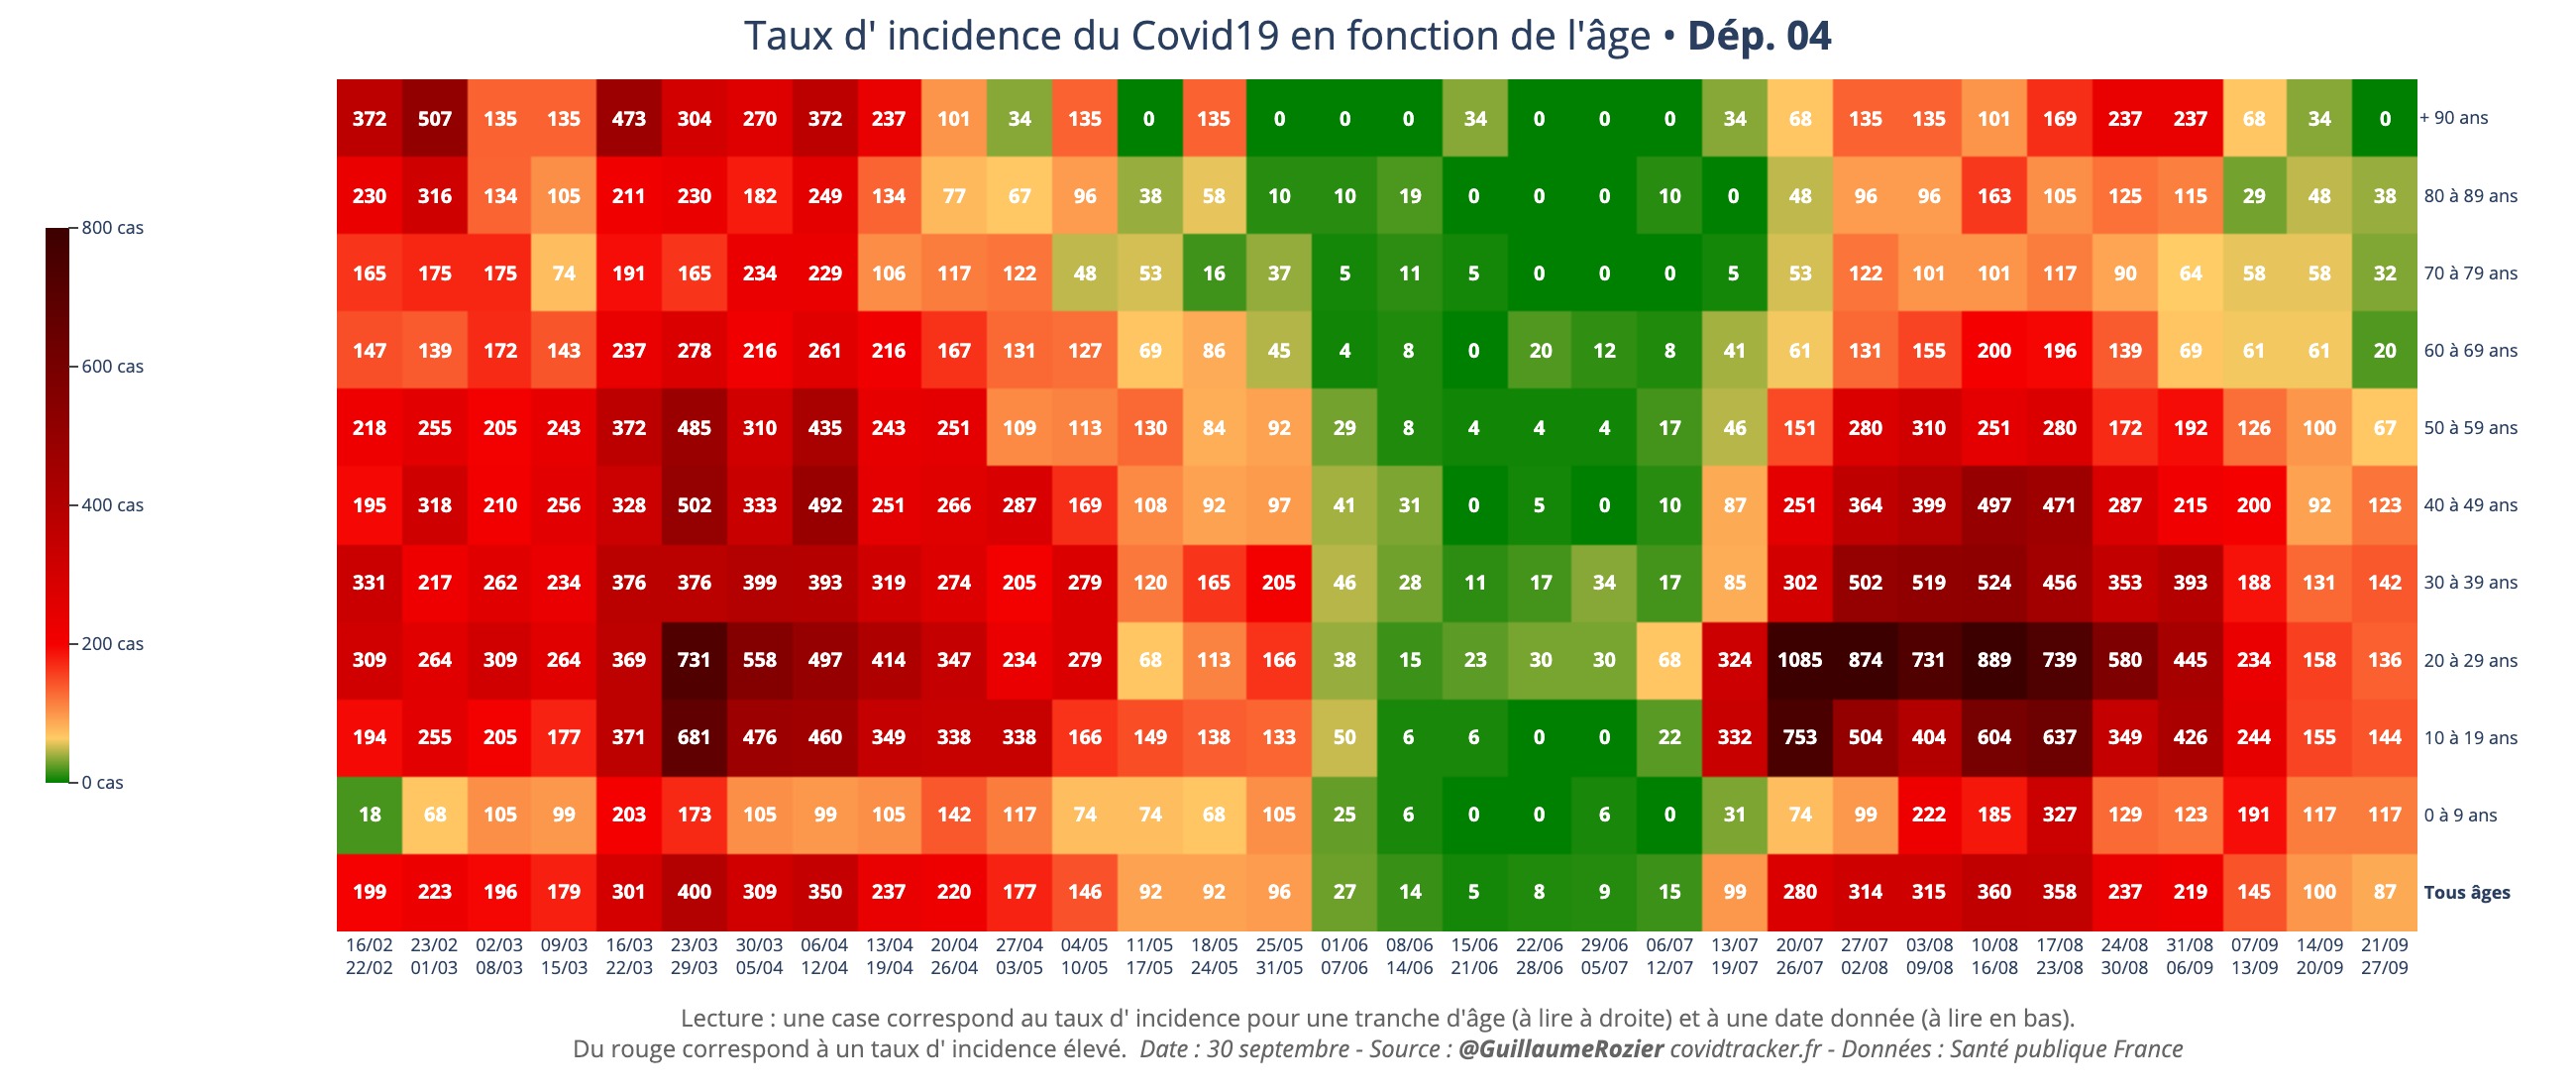 Taux d' incidence du Covid19 en fonction de l'âge • Dép. 04
372 507 135 135 473 304 270 372 237 101 34 135 0 135 0 0 0 34 0 0 0 34 68 135 135 101 169 237 237 68 34 0 + 90 ans
230 316 134 105 211 230 182 249 134 77 67 96 38 58 10 10 19 0 0 0 10 0 48 96 96 163 105 125 115 29 48 38 80 à 89 ans
800 cas
165 175 175 74 191 165 234 229 106 117 122 48 53 16 37 5 11 5 0 0 0 5 53 122 101 101 117 90 64 58 58 32 70 à 79 ans
147 139 172 143 237 278 216 261 216 167 131 127 69 86 45 4 8 0 20 12 8 41 61 131 155 200 196 139 69 61 61 20 60 à 69 ans
600 cas
218 255 205 243 372 485 310 435 243 251 109 113 130 84 92 29 8 4 4 4 17 46 151 280 310 251 280 172 192 126 100 67 50 à 59 ans
400 cas
195 318 210 256 328 502 333 492 251 266 287 169 108 92 97 41 31 0 5 0 10 87 251 364 399 497 471 287 215 200 92 123 40 à 49 ans
331 217 262 234 376 376 399 393 319 274 205 279 120 165 205 46 28 11 17 34 17 85 302 502 519 524 456 353 393 188 131 142 30 à 39 ans
200 cas
309 264 309 264 369 731 558 497 414 347 234 279 68 113 166 38 15 23 30 30 68 324 1085 874 731 889 739 580 445 234 158 136 20 à 29 ans
194 255 205 177 371 681 476 460 349 338 338 166 149 138 133 50 6 6 0 0 22 332 753 504 404 604 637 349 426 244 155 144 10 à 19 ans
0 cas
18 68 105 99 203 173 105 99 105 142 117 74 74 68 105 25 6 0 0 6 0 31 74 99 222 185 327 129 123 191 117 117 0 à 9 ans
199 223 196 179 301 400 309 350 237 220 177 146 92 92 96 27 14 5 8 9 15 99 280 314 315 360 358 237 219 145 100 87 Tous âges
16/02 23/02 02/03 09/03 16/03 23/03 30/03 06/04 13/04 20/04 27/04 04/05 11/05 18/05 25/05 01/06 08/06 15/06 22/06 29/06 06/07 13/07 20/07 27/07 03/08 10/08 17/08 24/08 31/08 07/09 14/09 21/09
22/02 01/03 08/03 15/03 22/03 29/03 05/04 12/04 19/04 26/04 03/05 10/05 17/05 24/05 31/05 07/06 14/06 21/06 28/06 05/07 12/07 19/07 26/07 02/08 09/08 16/08 23/08 30/08 06/09 13/09 20/09 27/09
Lecture : une case correspond au taux d' incidence pour une tranche d'âge (à lire à droite) et à une date donnée (à lire en bas).
Du rouge correspond à un taux d' incidence élevé. Date : 30 septembre - Source : @GuillaumeRozier covidtracker.fr - Données : Santé publique France